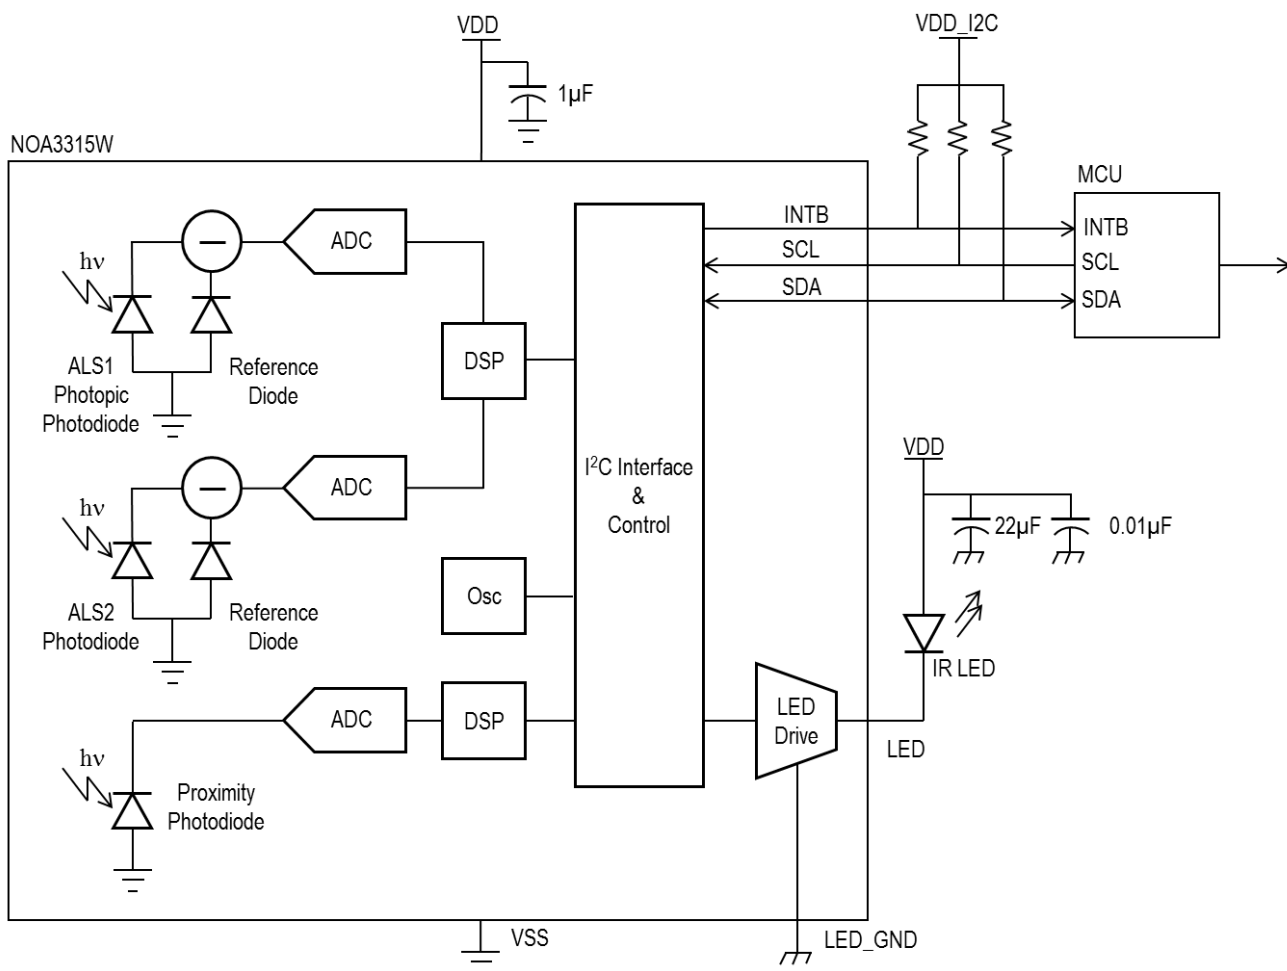 VDD
VDD_I2C
1µF
NOA3315W
MCU
INTB
INTB
ADC
SCL
SCL
hν
SDA
SDA
ALS1
Photopic
Photodiode
Reference
Diode
DSP
VDD
I²C Interface
&
Control
hν
ADC
22µF
0.01µF
Osc
ALS2
Photodiode
Reference
Diode
IR LED
ADC
DSP
LED
Drive
LED
hν
Proximity
Photodiode
VSS
LED_GND